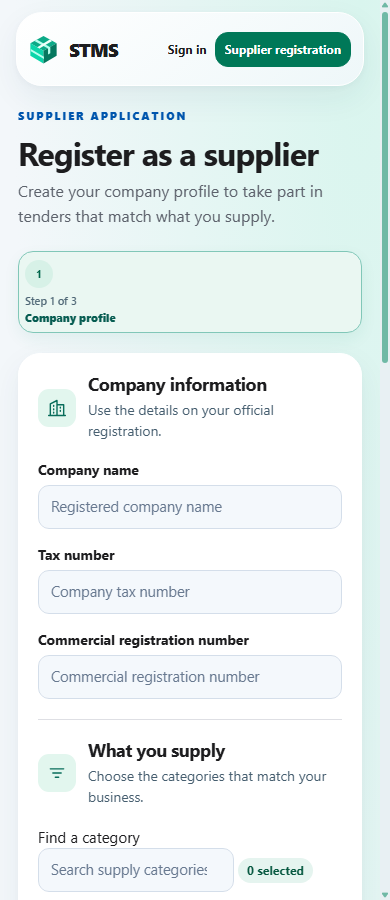 STMS
Sign in
Supplier registration
SUPPLIER APPLICATION
Register as a supplier
Create your company profile to take part in
tenders that match what you supply.
1
Step 1 of 3
Company profile
Company information
Use the details on your official
registration.
Company name
Registered company name
Tax number
Company tax number
Commercial registration number
Commercial registration number
What you supply
Choose the categories that match your
business.
Find a category
Search supply categories
0 selected